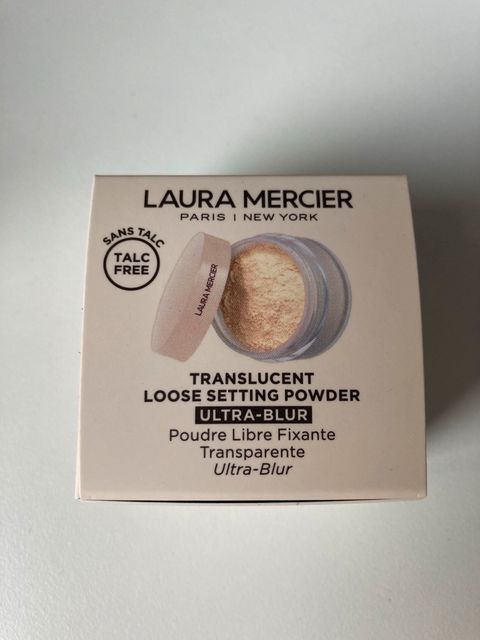 LAURA MERCIER
PARIS | NEW YORK
SANS TALC
TALC
FREE
LAURA MERCIER
TRANSLUCENT
LOOSE SETTING POWDER
ULTRA-BLUR
Poudre Libre Fixante
Transparente
Ultra-Blur